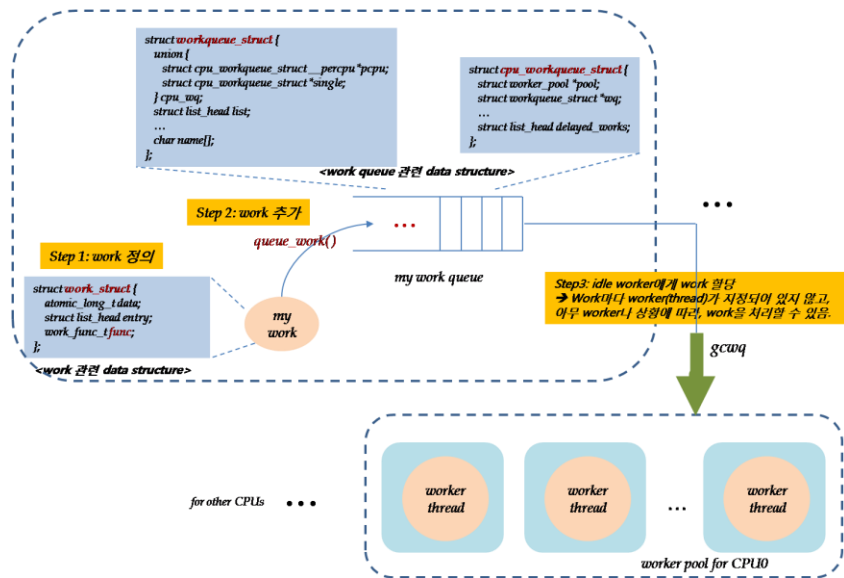 struct workqueue_struct {
union {
struct cpu_workqueue_struct __percpu *pcpu;
struct cpu_workqueue_struct *single;
} cpu_wq;
struct list_head list;
...
char name[];
};
struct cpu_workqueue_struct {
struct worker_pool *pool;
struct workqueue_struct *wq;
...
struct list_head delayed_works;
};
<work queue 관련 data structure>
Step 2: work 추가
...
...
queue_work( )
my work queue
Step 1: work 정의
struct work_struct {
atomic_long_t data;
struct list_head entry;
work_func_t func;
};
<work 관련 data structure>
my
work
Step3: idle worker에게 work 할당
➔ Work마다 worker(thread)가 지정되어 있지 않고,
아무 worker나 상황에 따라, work을 처리할 수 있음.
gcwq
for other CPUs ...
worker
thread
worker
thread
...
worker
thread
worker pool for CPU0